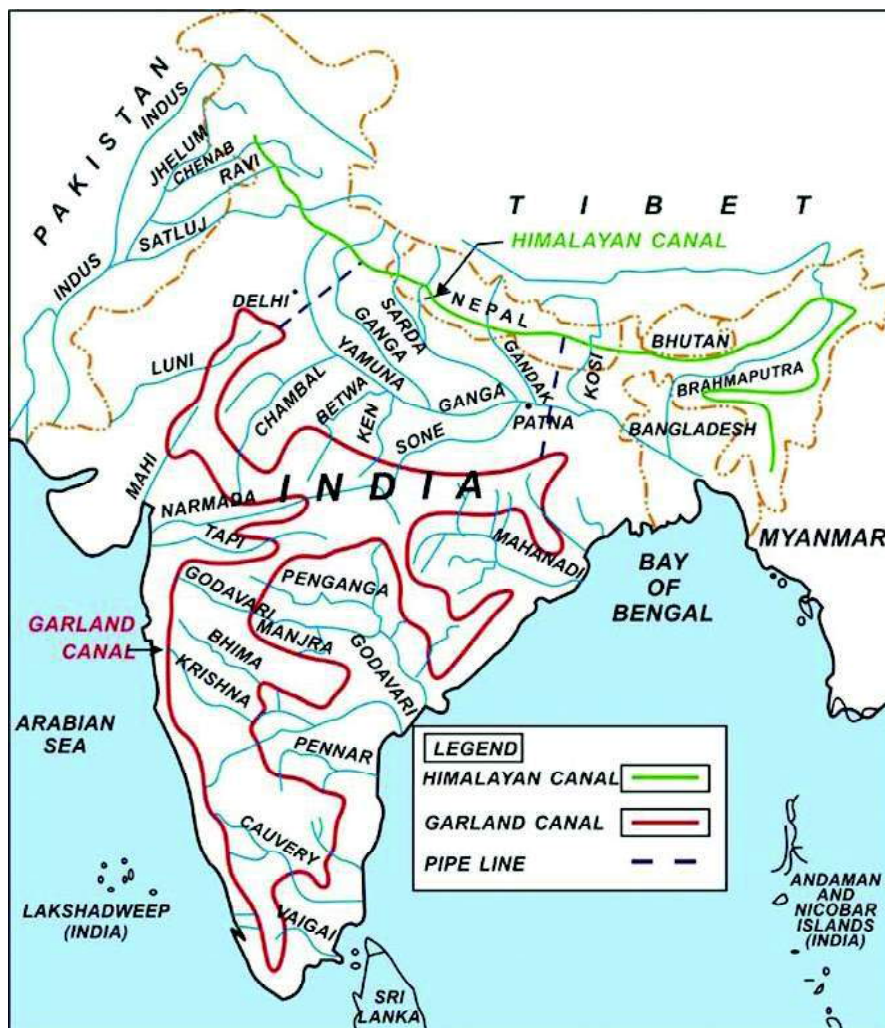 PAKISTAN
INDUS
JHELUM
CHENAB
RAVI
SATLUJ
INDUS
TIBET
HIMALAYAN CANAL
DELHI
NEPAL
SARDA
GANGA
YAMUNA
BHUTAN
LUNI
CHAMBAL
BETWA
KEN
GANDAK
KOSI
BRAHMAPUTRA
GANGA
PATNA
SONE
BANGLADESH
MAHI
INDIA
NARMADA
TAPI
MAHANADI
MYANMAR
BAY
OF
BENGAL
GODAVARI
PENGANGA
MANJRA
GODAVARI
GARLAND
CANAL
BHIMA
KRISHNA
ARABIAN
SEA
PENNAR
LEGEND
HIMALAYAN CANAL
GARLAND CANAL
PIPE LINE
CAUVERY
VAIGAI
LAKSHADWEEP
(INDIA)
ANDAMAN
AND
NICOBAR
ISLANDS
(INDIA)
SRI
LANKA